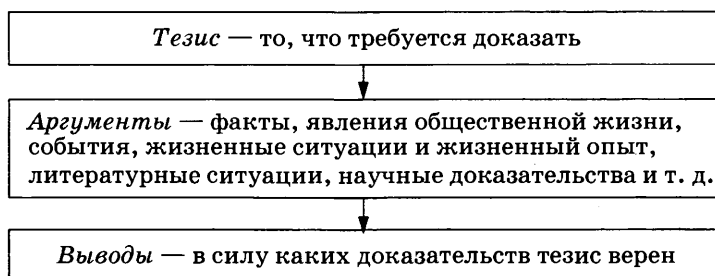 Тезис — то, что требуется доказать
Аргументы — факты, явления общественной жизни,
события, жизненные ситуации и жизненный опыт,
литературные ситуации, научные доказательства и т. д.
Выводы — в силу каких доказательств тезис верен